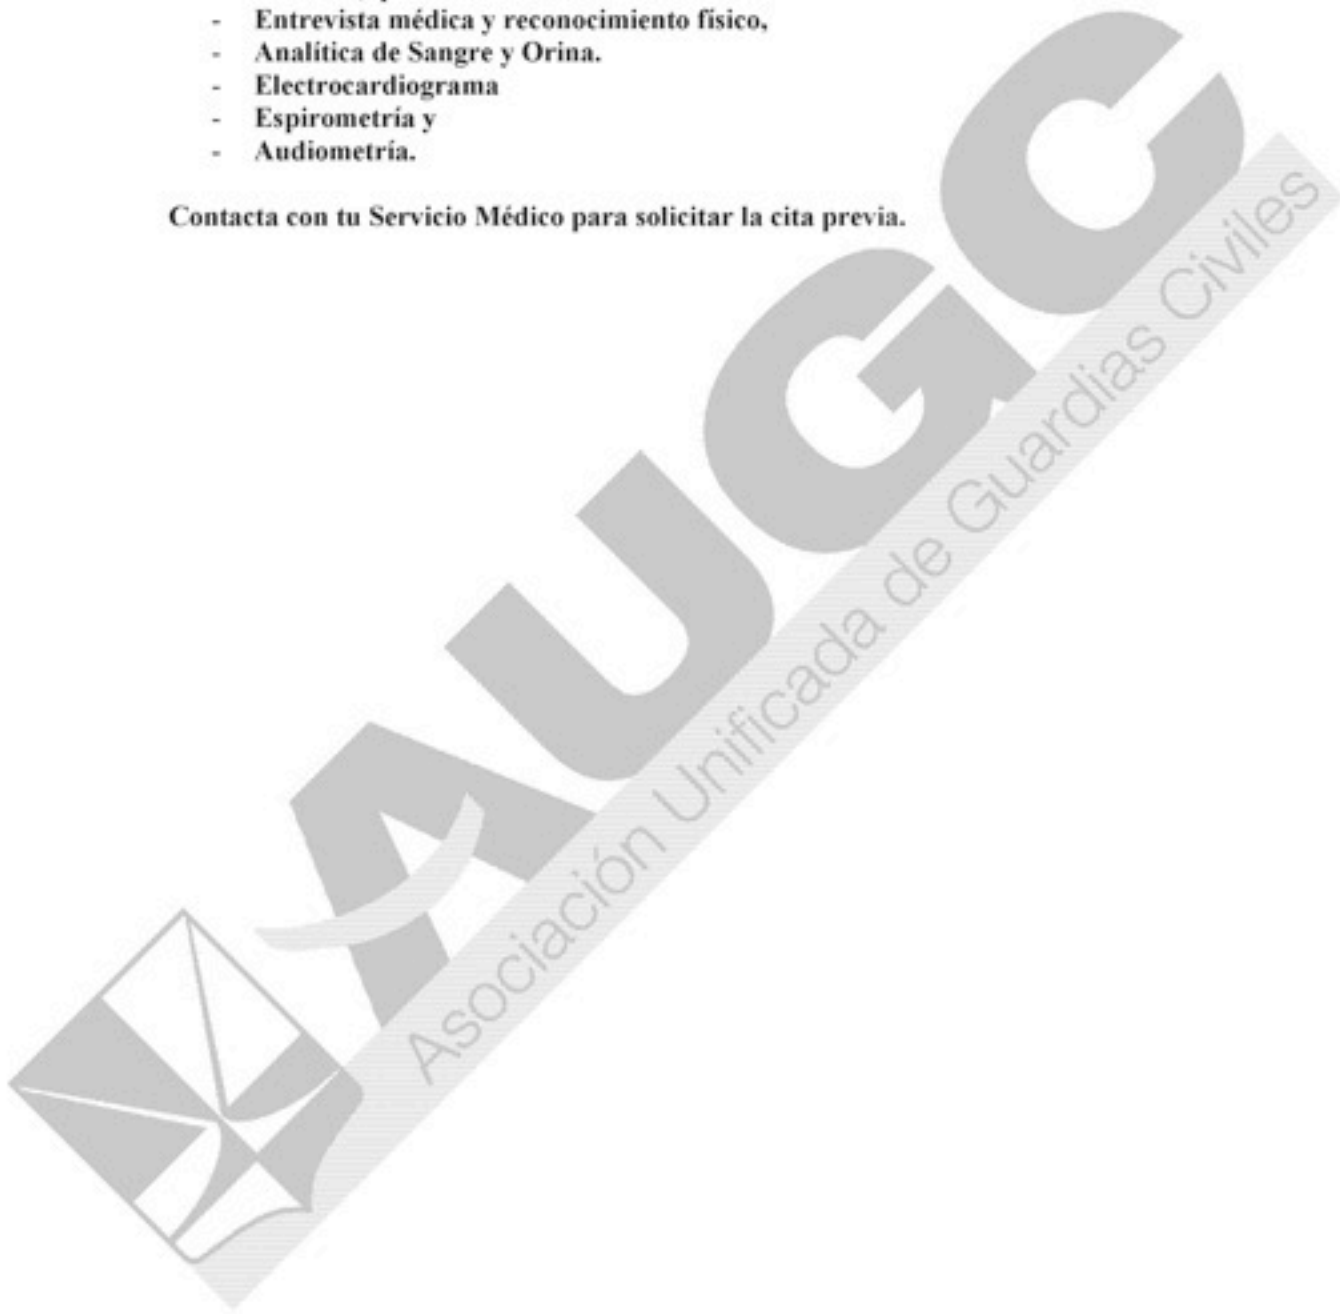 - Entrevista médica y reconocimiento físico,
- Analítica de Sangre y Orina.
- Electrocardiograma
- Espirometría y
- Audiometría.
Contacta con tu Servicio Médico para solicitar la cita previa.
AUGC
Asociación Unificada de Guardias Civiles